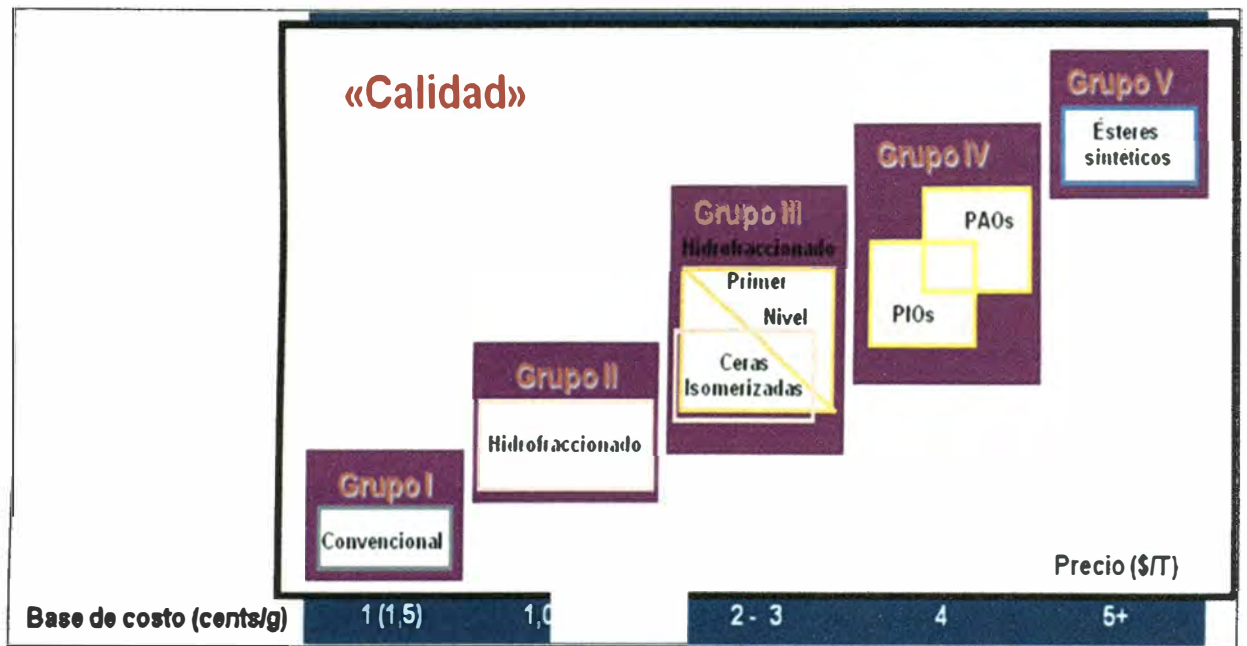 «Calidad»
Grupo V
Ésteres
sintéticos
Grupo IV
PAOs
PIOs
Grupo III
Hidrofraccionado
Primer
Nivel
Ceras
Isomerizadas
Grupo II
Hidrofraccionado
Grupo I
Convencional
Precio ($/T)
Base de costo (cents/g) 1 (1,5) 2 - 3 4 5+